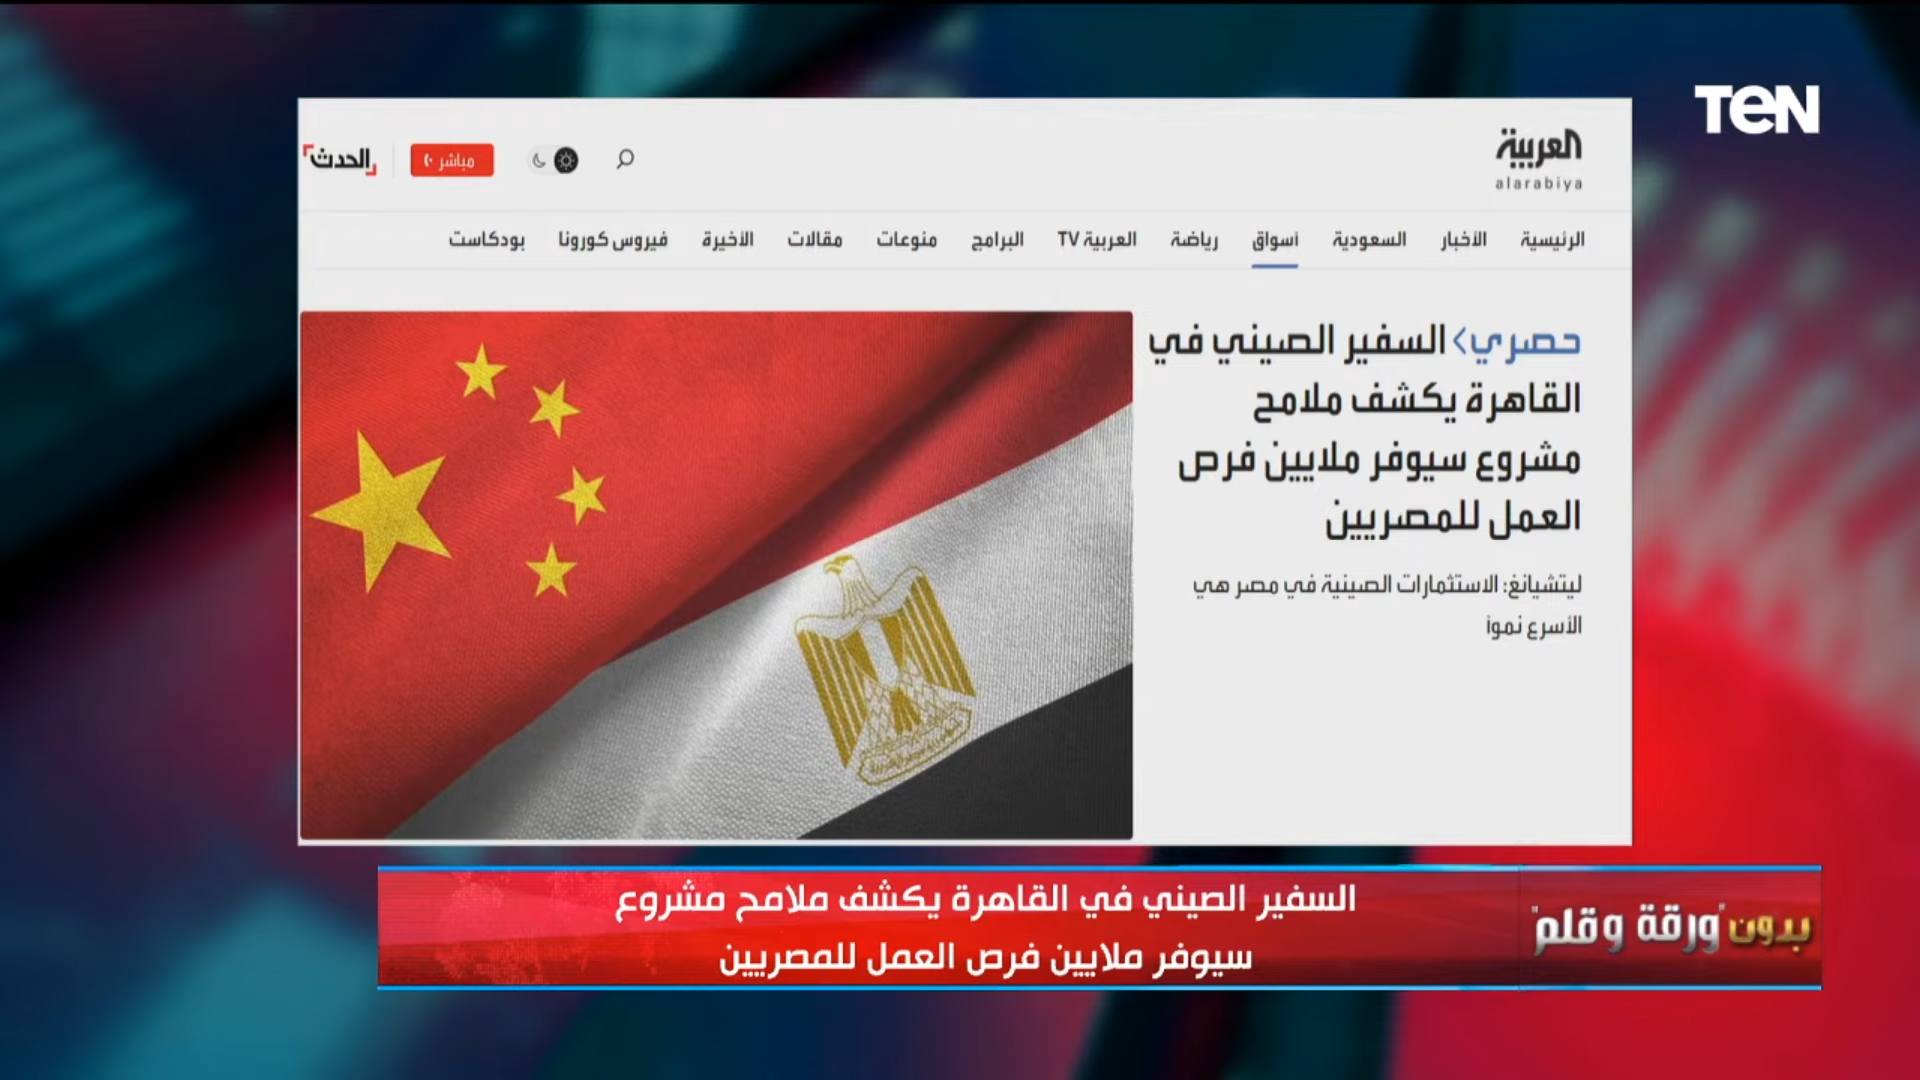 TEN
العربية
alarabiya
مباشر
الحدث
الرئيسية الأخبار السعودية أسواق رياضة العربية TV البرامج منوعات مقالات الأخيرة فيروس كورونا بودكاست
حصري> السفير الصيني في
القاهرة يكشف ملامح
مشروع سيوفر ملايين فرص
العمل للمصريين
ليتشيانغ: الاستثمارات الصينية في مصر هي
الأسرع نمواً
بدون "ورقة وقلم"
السفير الصيني في القاهرة يكشف ملامح مشروع
سيوفر ملايين فرص العمل للمصريين